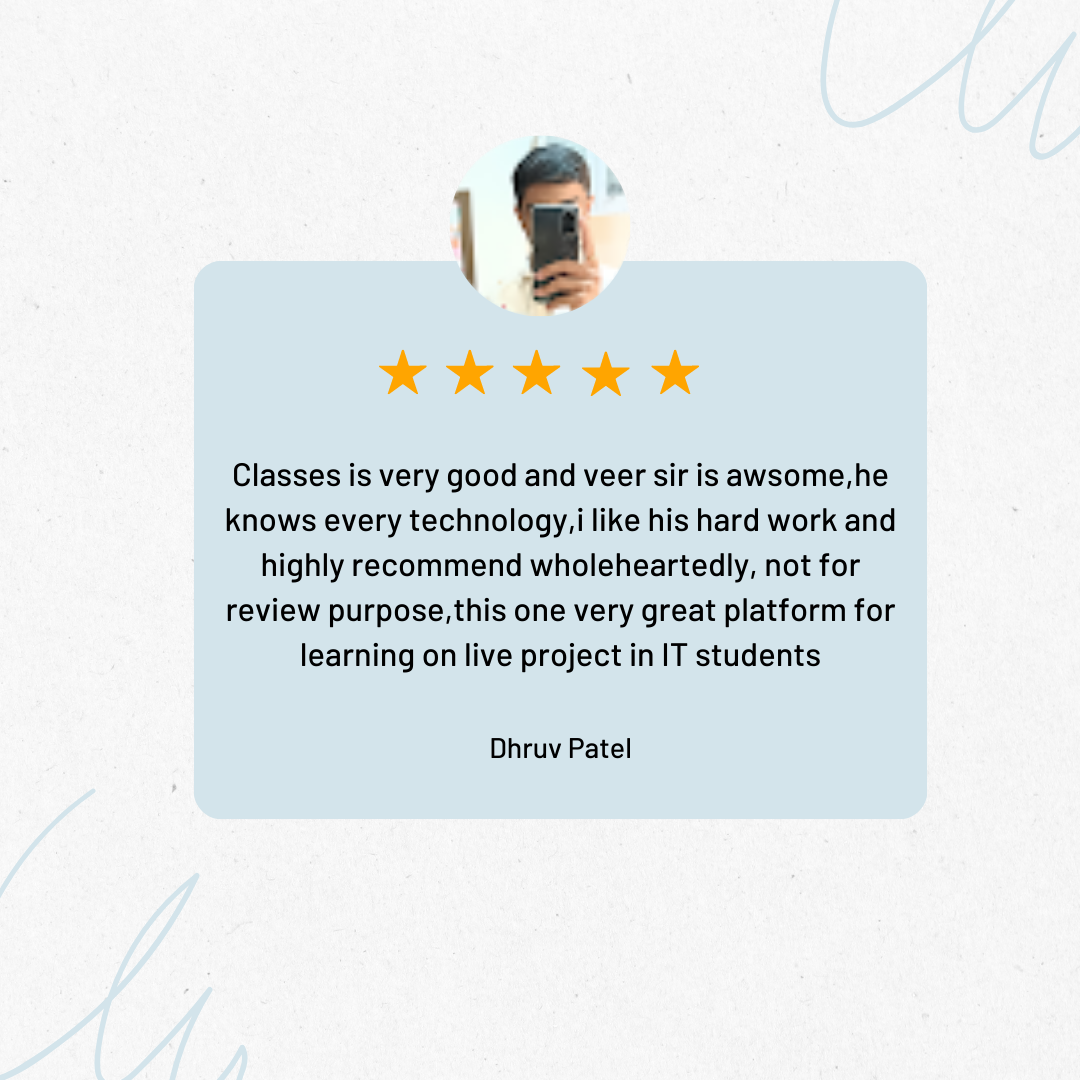 Classes is very good and veer sir is awsome,he
knows every technology,i like his hard work and
highly recommend wholeheartedly, not for
review purpose,this one very great platform for
learning on live project in IT students
Dhruv Patel